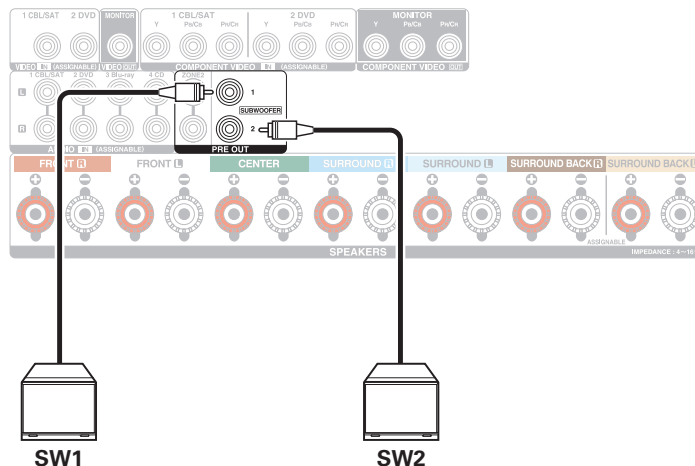 1 CBL/SAT 2 DVD MONITOR 1 CBL/SAT 2 DVD MONITOR
Y PB/CB PR/CR Y PB/CB PR/CR Y PB/CB PR/CR
VIDEO IN (ASSIGNABLE) VIDEO OUT COMPONENT VIDEO IN (ASSIGNABLE) COMPONENT VIDEO OUT
1 CBL/SAT 2 DVD 3 Blu-ray 4 CD ZONE2
L 1
SUBWOOFER
R 2
AUDIO IN (ASSIGNABLE) PRE OUT
FRONT R FRONT L CENTER SURROUND R SURROUND L SURROUND BACK R SURROUND BACK L
ASSIGNABLE
SPEAKERS IMPEDANCE : 4~16
SW1 SW2